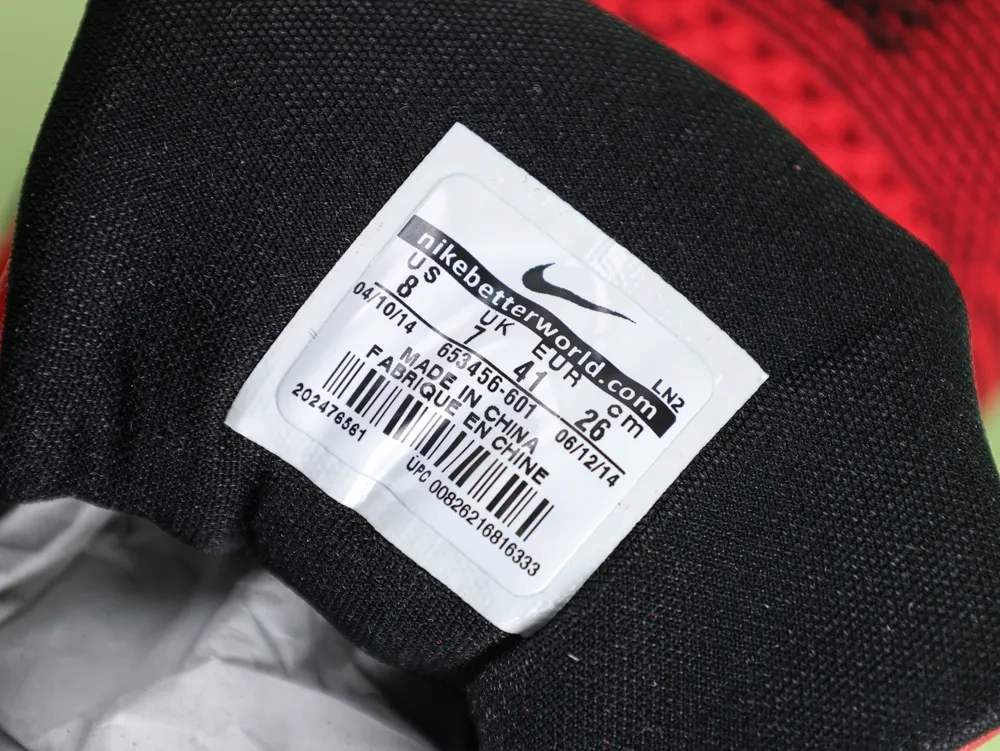 nikebetterworld.com
LN2
US UK EUR cm
8 7 41 26
04/10/14 653456-601 06/12/14
MADE IN CHINA
FABRIQUE EN CHINE
202476561 UPC 00826216816333